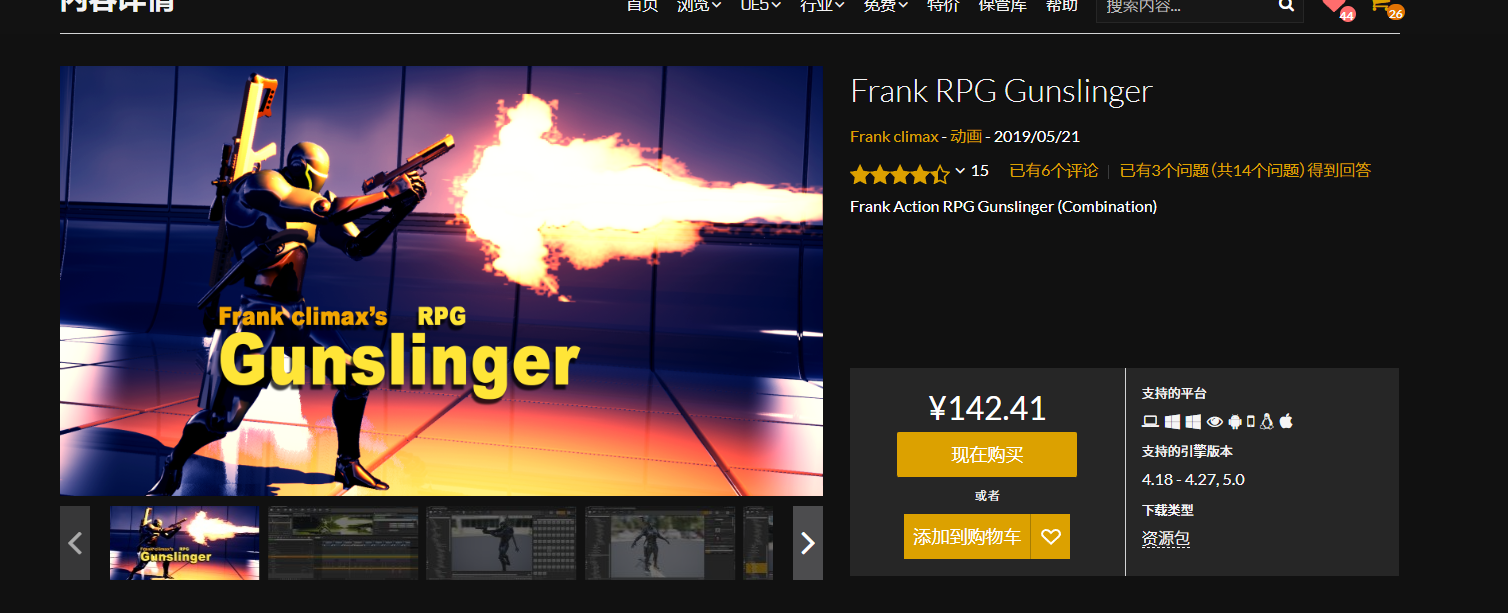 内容详情
首页 浏览 UE5 行业 免费 特价 保管库 帮助 搜索内容... 44 26
Frank RPG Gunslinger
Frank climax - 动画 - 2019/05/21
15 已有6个评论 | 已有3个问题 (共14个问题) 得到回答
Frank Action RPG Gunslinger (Combination)
Frank climax's RPG
Gunslinger
¥142.41
现在购买
或者
添加到购物车
支持的平台
支持的引擎版本
4.18 - 4.27, 5.0
下载类型
资源包
Frank climax's RPG
Gunslinger